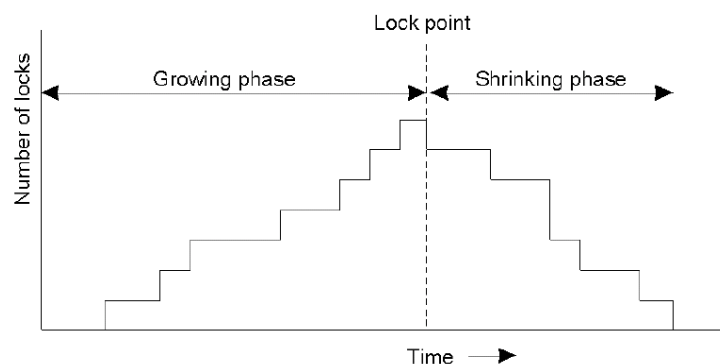 Lock point
Growing phase
Shrinking phase
Number of locks
Time